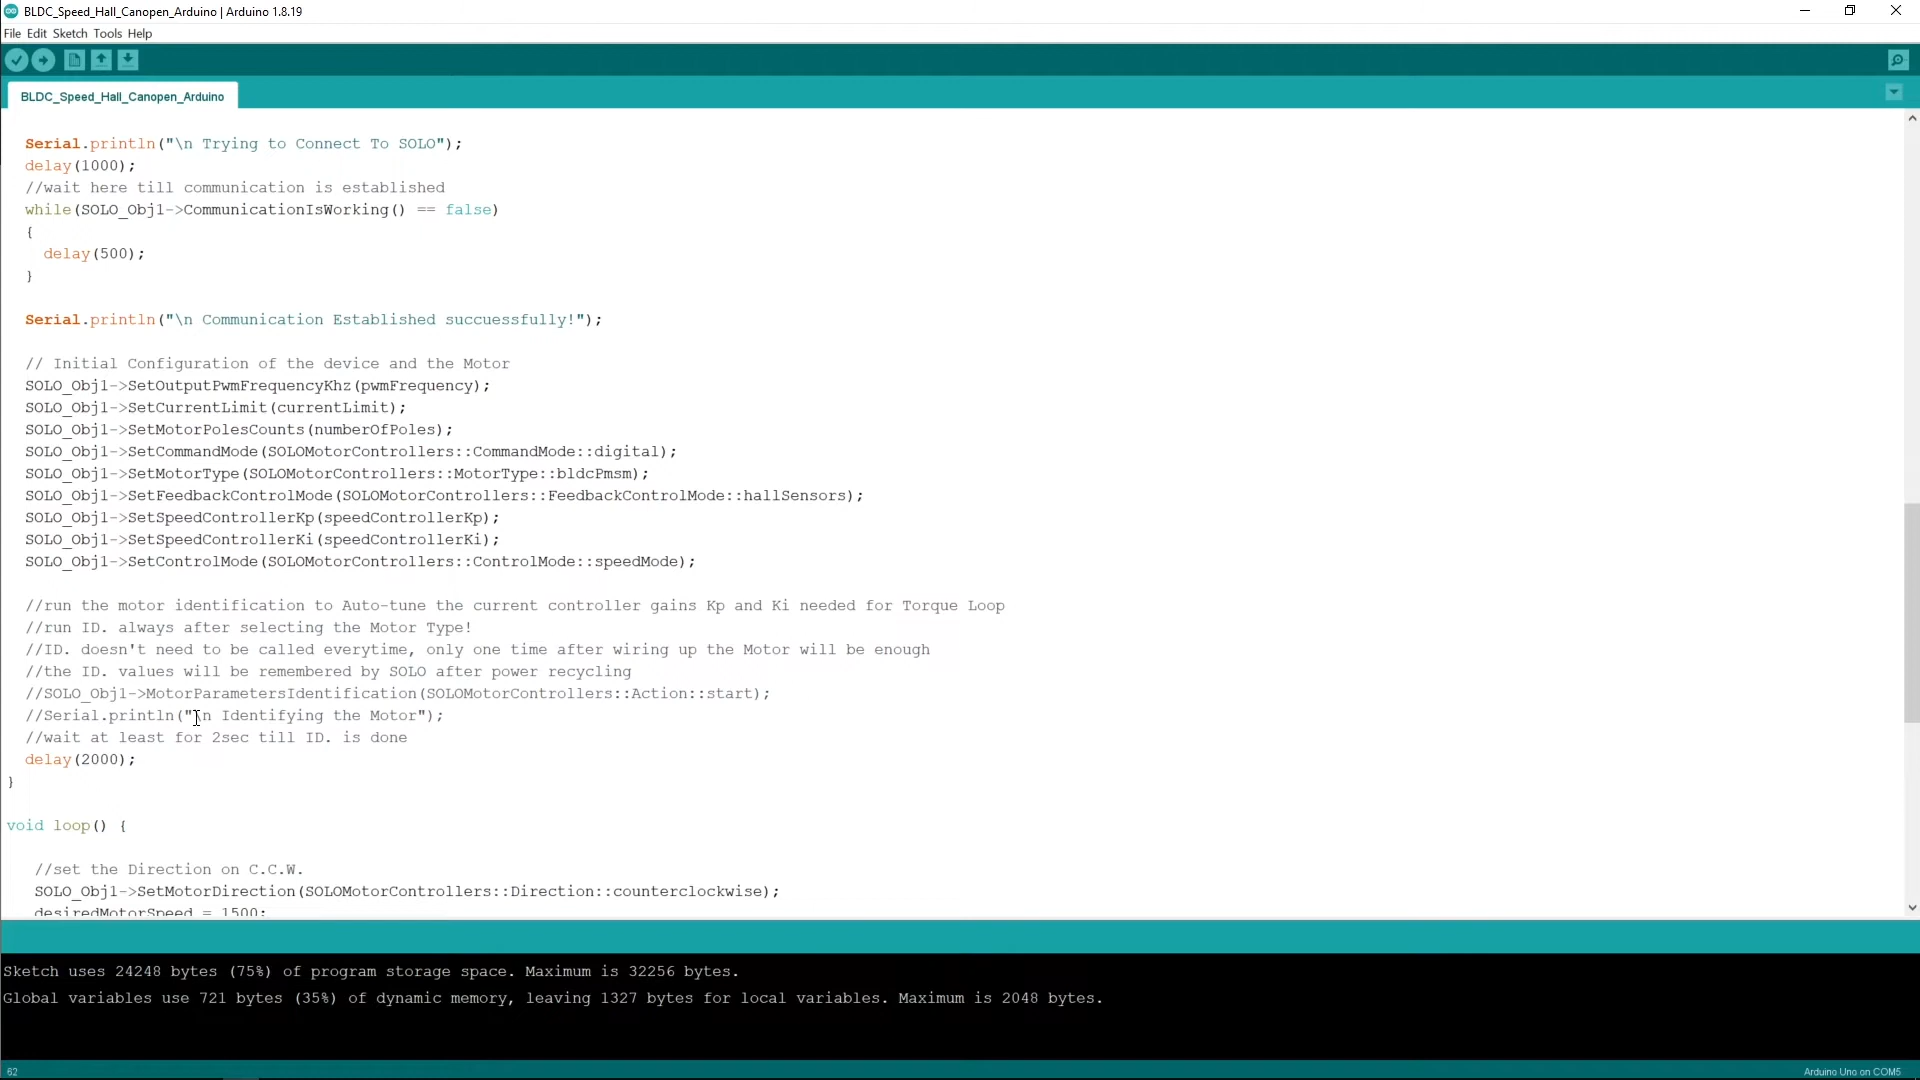 BLDC_Speed_Hall_Canopen_Arduino | Arduino 1.8.19
File Edit Sketch Tools Help
BLDC_Speed_Hall_Canopen_Arduino
Serial.println("\n Trying to Connect To SOLO");
delay(1000);
//wait here till communication is established
while(SOLO_Obj1->CommunicationIsWorking() == false)
{
delay(500);
}
Serial.println("\n Communication Established succuessfully!");
// Initial Configuration of the device and the Motor
SOLO_Obj1->SetOutputPwmFrequencyKhz(pwmFrequency);
SOLO_Obj1->SetCurrentLimit(currentLimit);
SOLO_Obj1->SetMotorPolesCounts(numberOfPoles);
SOLO_Obj1->SetCommandMode(SOLOMotorControllers::CommandMode::digital);
SOLO_Obj1->SetMotorType(SOLOMotorControllers::MotorType::bldcPmsm);
SOLO_Obj1->SetFeedbackControlMode(SOLOMotorControllers::FeedbackControlMode::hallSensors);
SOLO_Obj1->SetSpeedControllerKp(speedControllerKp);
SOLO_Obj1->SetSpeedControllerKi(speedControllerKi);
SOLO_Obj1->SetControlMode(SOLOMotorControllers::ControlMode::speedMode);
//run the motor identification to Auto-tune the current controller gains Kp and Ki needed for Torque Loop
//run ID. always after selecting the Motor Type!
//ID. doesn't need to be called everytime, only one time after wiring up the Motor will be enough
//the ID. values will be remembered by SOLO after power recycling
//SOLO_Obj1->MotorParametersIdentification(SOLOMotorControllers::Action::start);
//Serial.println("\n Identifying the Motor");
//wait at least for 2sec till ID. is done
delay(2000);
}
void loop() {
//set the Direction on C.C.W.
SOLO_Obj1->SetMotorDirection(SOLOMotorControllers::Direction::counterclockwise);
desiredMotorSpeed = 1500;
Sketch uses 24248 bytes (75%) of program storage space. Maximum is 32256 bytes.
Global variables use 721 bytes (35%) of dynamic memory, leaving 1327 bytes for local variables. Maximum is 2048 bytes.
62
Arduino Uno on COM5